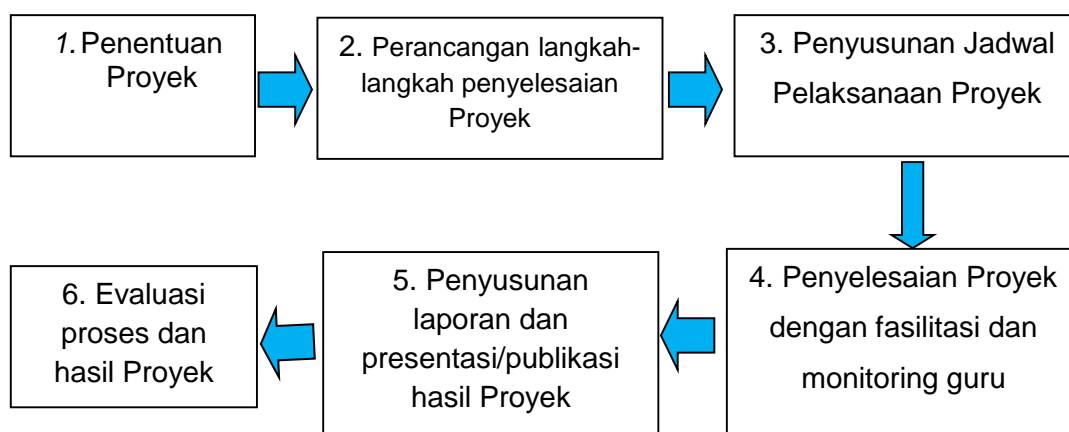 1. Penentuan
Proyek
2. Perancangan langkah-
langkah penyelesaian
Proyek
3. Penyusunan Jadwal
Pelaksanaan Proyek
4. Penyelesaian Proyek
dengan fasilitasi dan
monitoring guru
5. Penyusunan
laporan dan
presentasi/publikasi
hasil Proyek
6. Evaluasi
proses dan
hasil Proyek